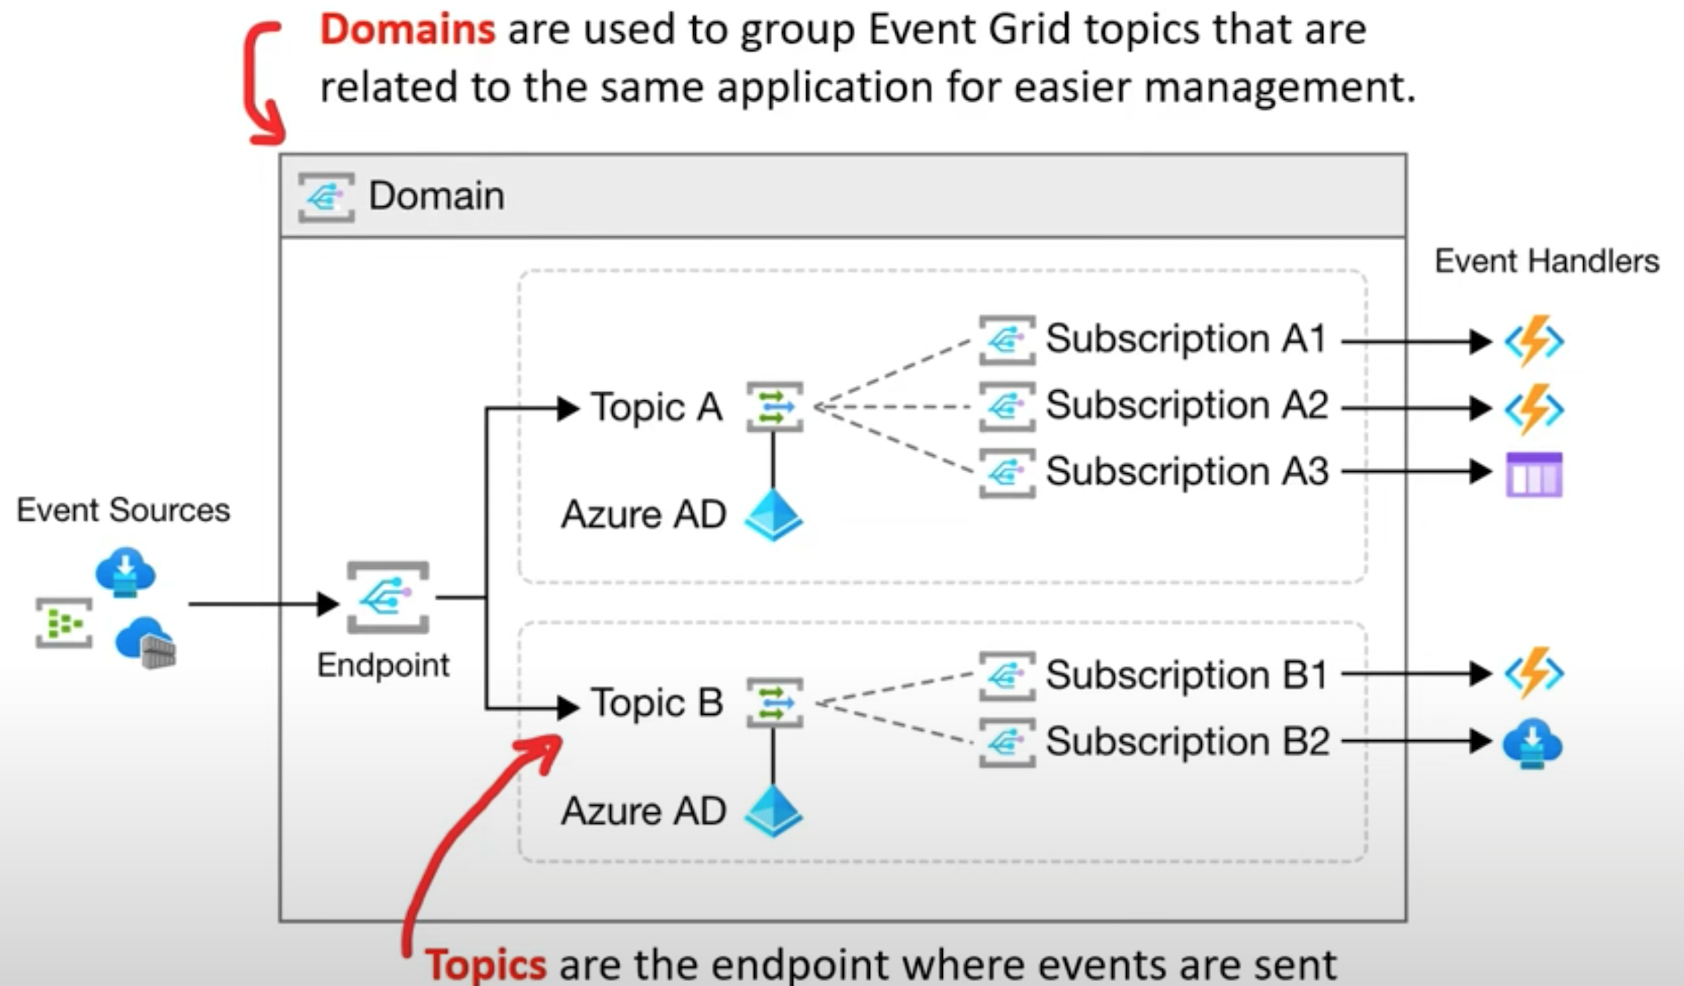 Domains are used to group Event Grid topics that are
related to the same application for easier management.
Domain
Event Handlers
Subscription A1
Topic A
Subscription A2
Subscription A3
Azure AD
Event Sources
Endpoint
Subscription B1
Topic B
Subscription B2
Azure AD
Topics are the endpoint where events are sent